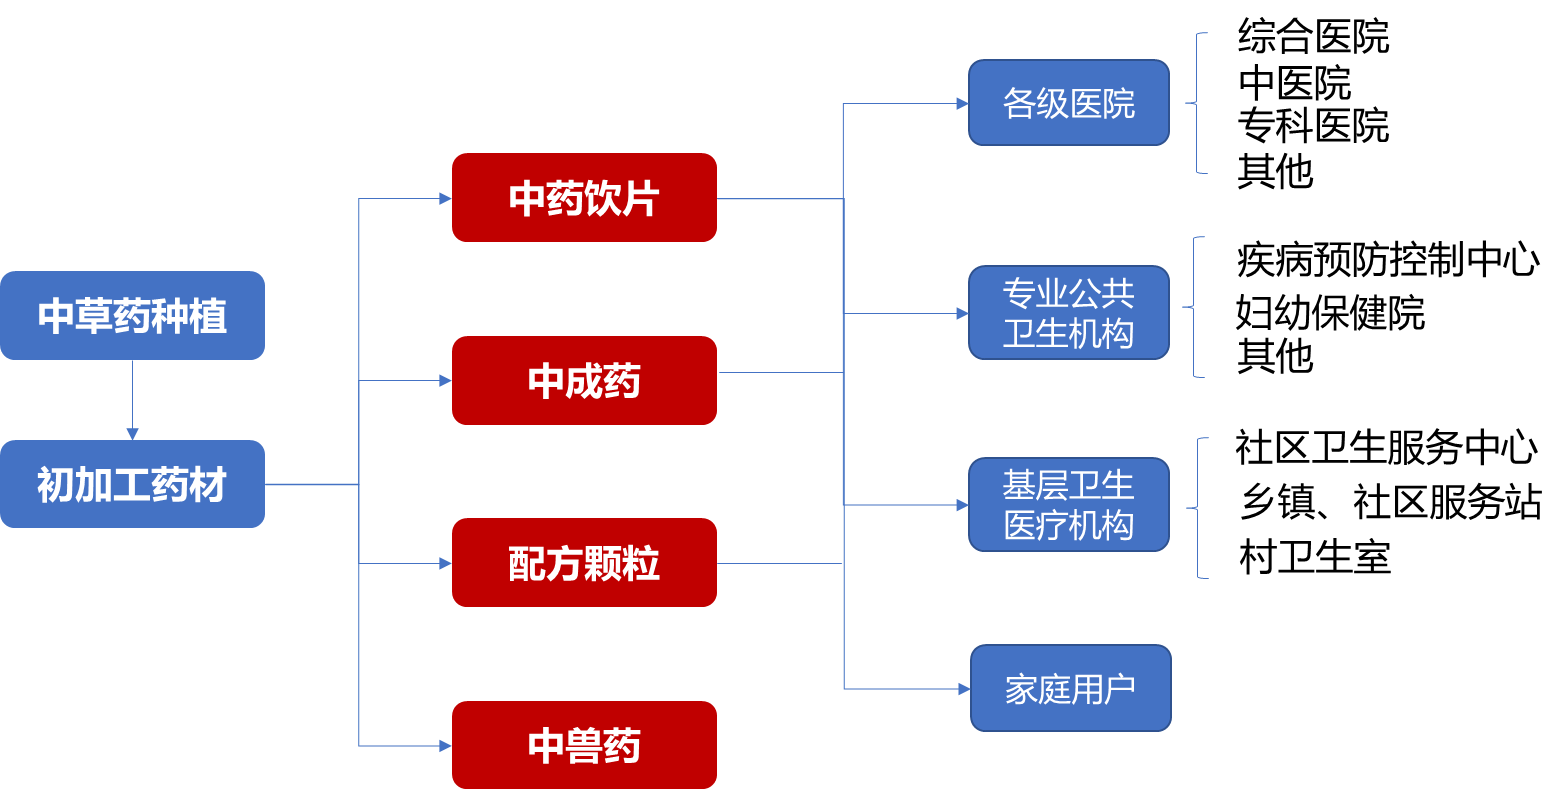 中草药种植
初加工药材
中药饮片
中成药
配方颗粒
中兽药
各级医院
综合医院
中医院
专科医院
其他
专业公共
卫生机构
疾病预防控制中心
妇幼保健院
其他
基层卫生
医疗机构
社区卫生服务中心
乡镇、社区服务站
村卫生室
家庭用户